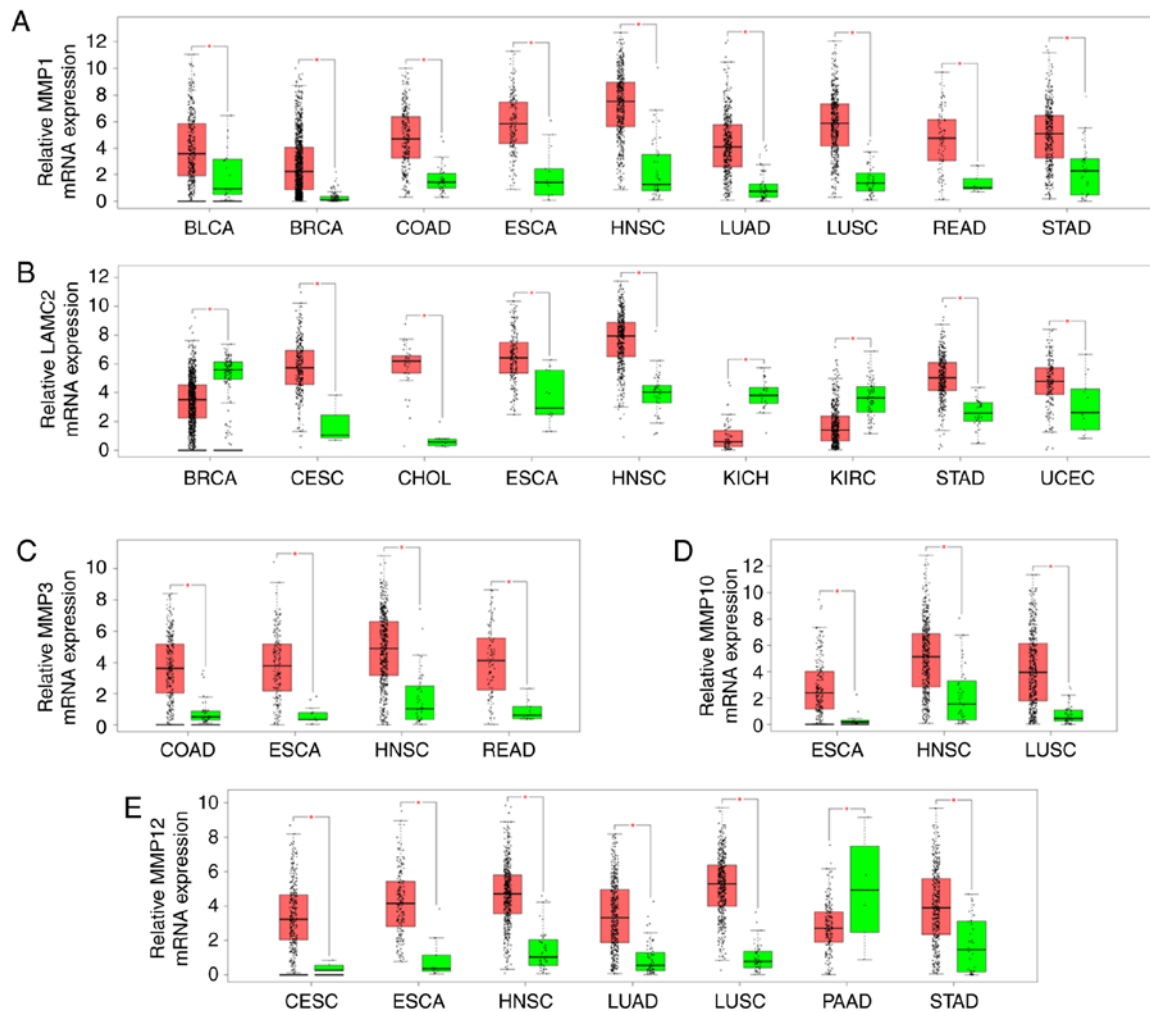 A
Relative MMP1
mRNA expression
12
10
8
6
4
2
0
BLCA BRCA COAD ESCA HNSC LUAD LUSC READ STAD
B
Relative LAMC2
mRNA expression
12
10
8
6
4
2
0
BRCA CESC CHOL ESCA HNSC KICH KIRC STAD UCEC
C
Relative MMP3
mRNA expression
10
8
6
4
2
0
COAD ESCA HNSC READ
D
Relative MMP10
mRNA expression
12
10
8
6
4
2
0
ESCA HNSC LUSC
E
Relative MMP12
mRNA expression
10
8
6
4
2
0
CESC ESCA HNSC LUAD LUSC PAAD STAD